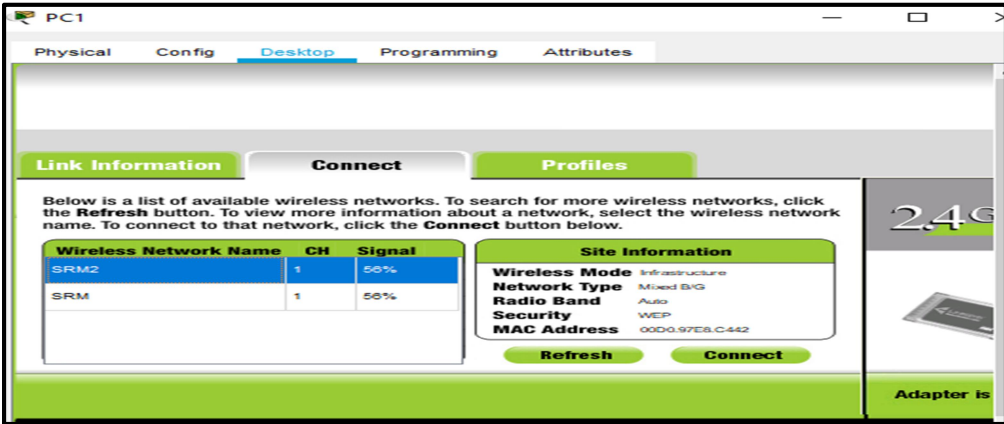 PC1
Physical Config Desktop Programming Attributes
Link Information Connect Profiles
Below is a list of available wireless networks. To search for more wireless networks, click
the Refresh button. To view more information about a network, select the wireless network
name. To connect to that network, click the Connect button below.
Wireless Network Name CH Signal
SRM2 1 56%
SRM 1 56%
Site Information
Wireless Mode Infrastructure
Network Type Mixed B/G
Radio Band Auto
Security WEP
MAC Address 00D0.97E8.C442
Refresh Connect
2.4G
Adapter is